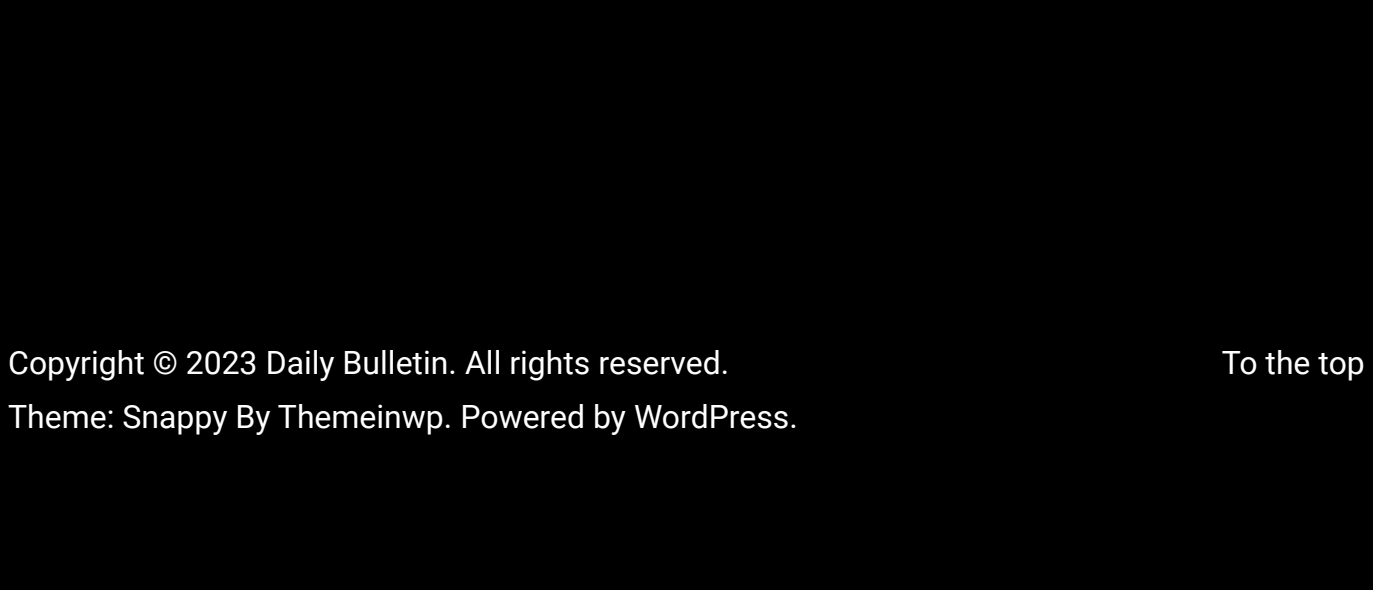 Copyright © 2023 Daily Bulletin. All rights reserved.
To the top
Theme: Snappy By Themeinwp. Powered by WordPress.